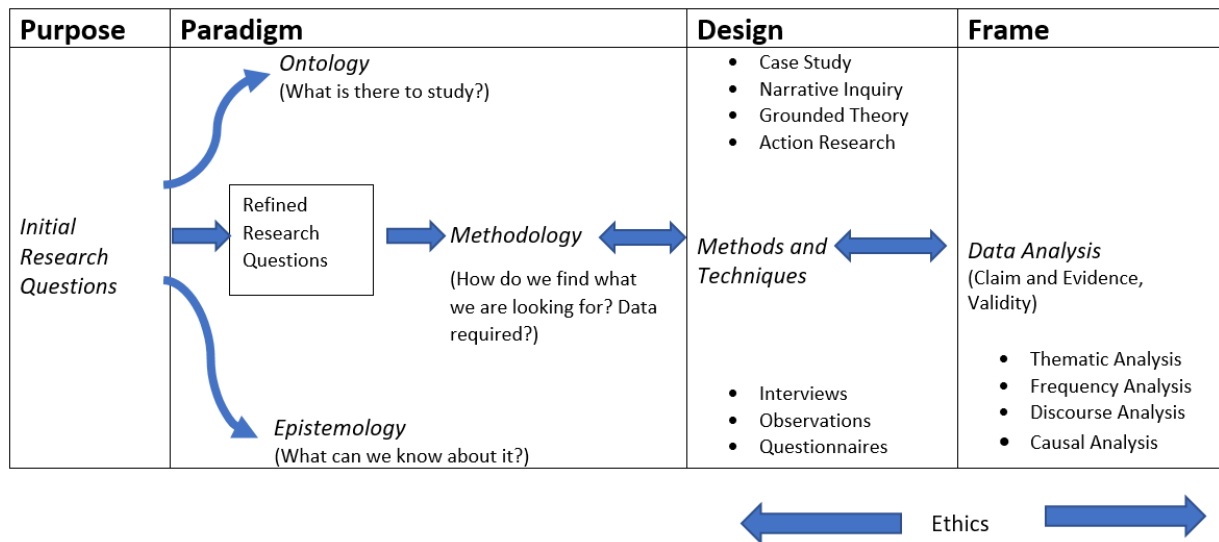 Purpose
Paradigm
Design
Frame
Initial
Research
Questions
Ontology
(What is there to study?)
Refined
Research
Questions
Methodology
(How do we find what
we are looking for? Data
required?)
Epistemology
(What can we know about it?)
• Case Study
• Narrative Inquiry
• Grounded Theory
• Action Research
Methods and
Techniques
• Interviews
• Observations
• Questionnaires
Data Analysis
(Claim and Evidence,
Validity)
• Thematic Analysis
• Frequency Analysis
• Discourse Analysis
• Causal Analysis
Ethics